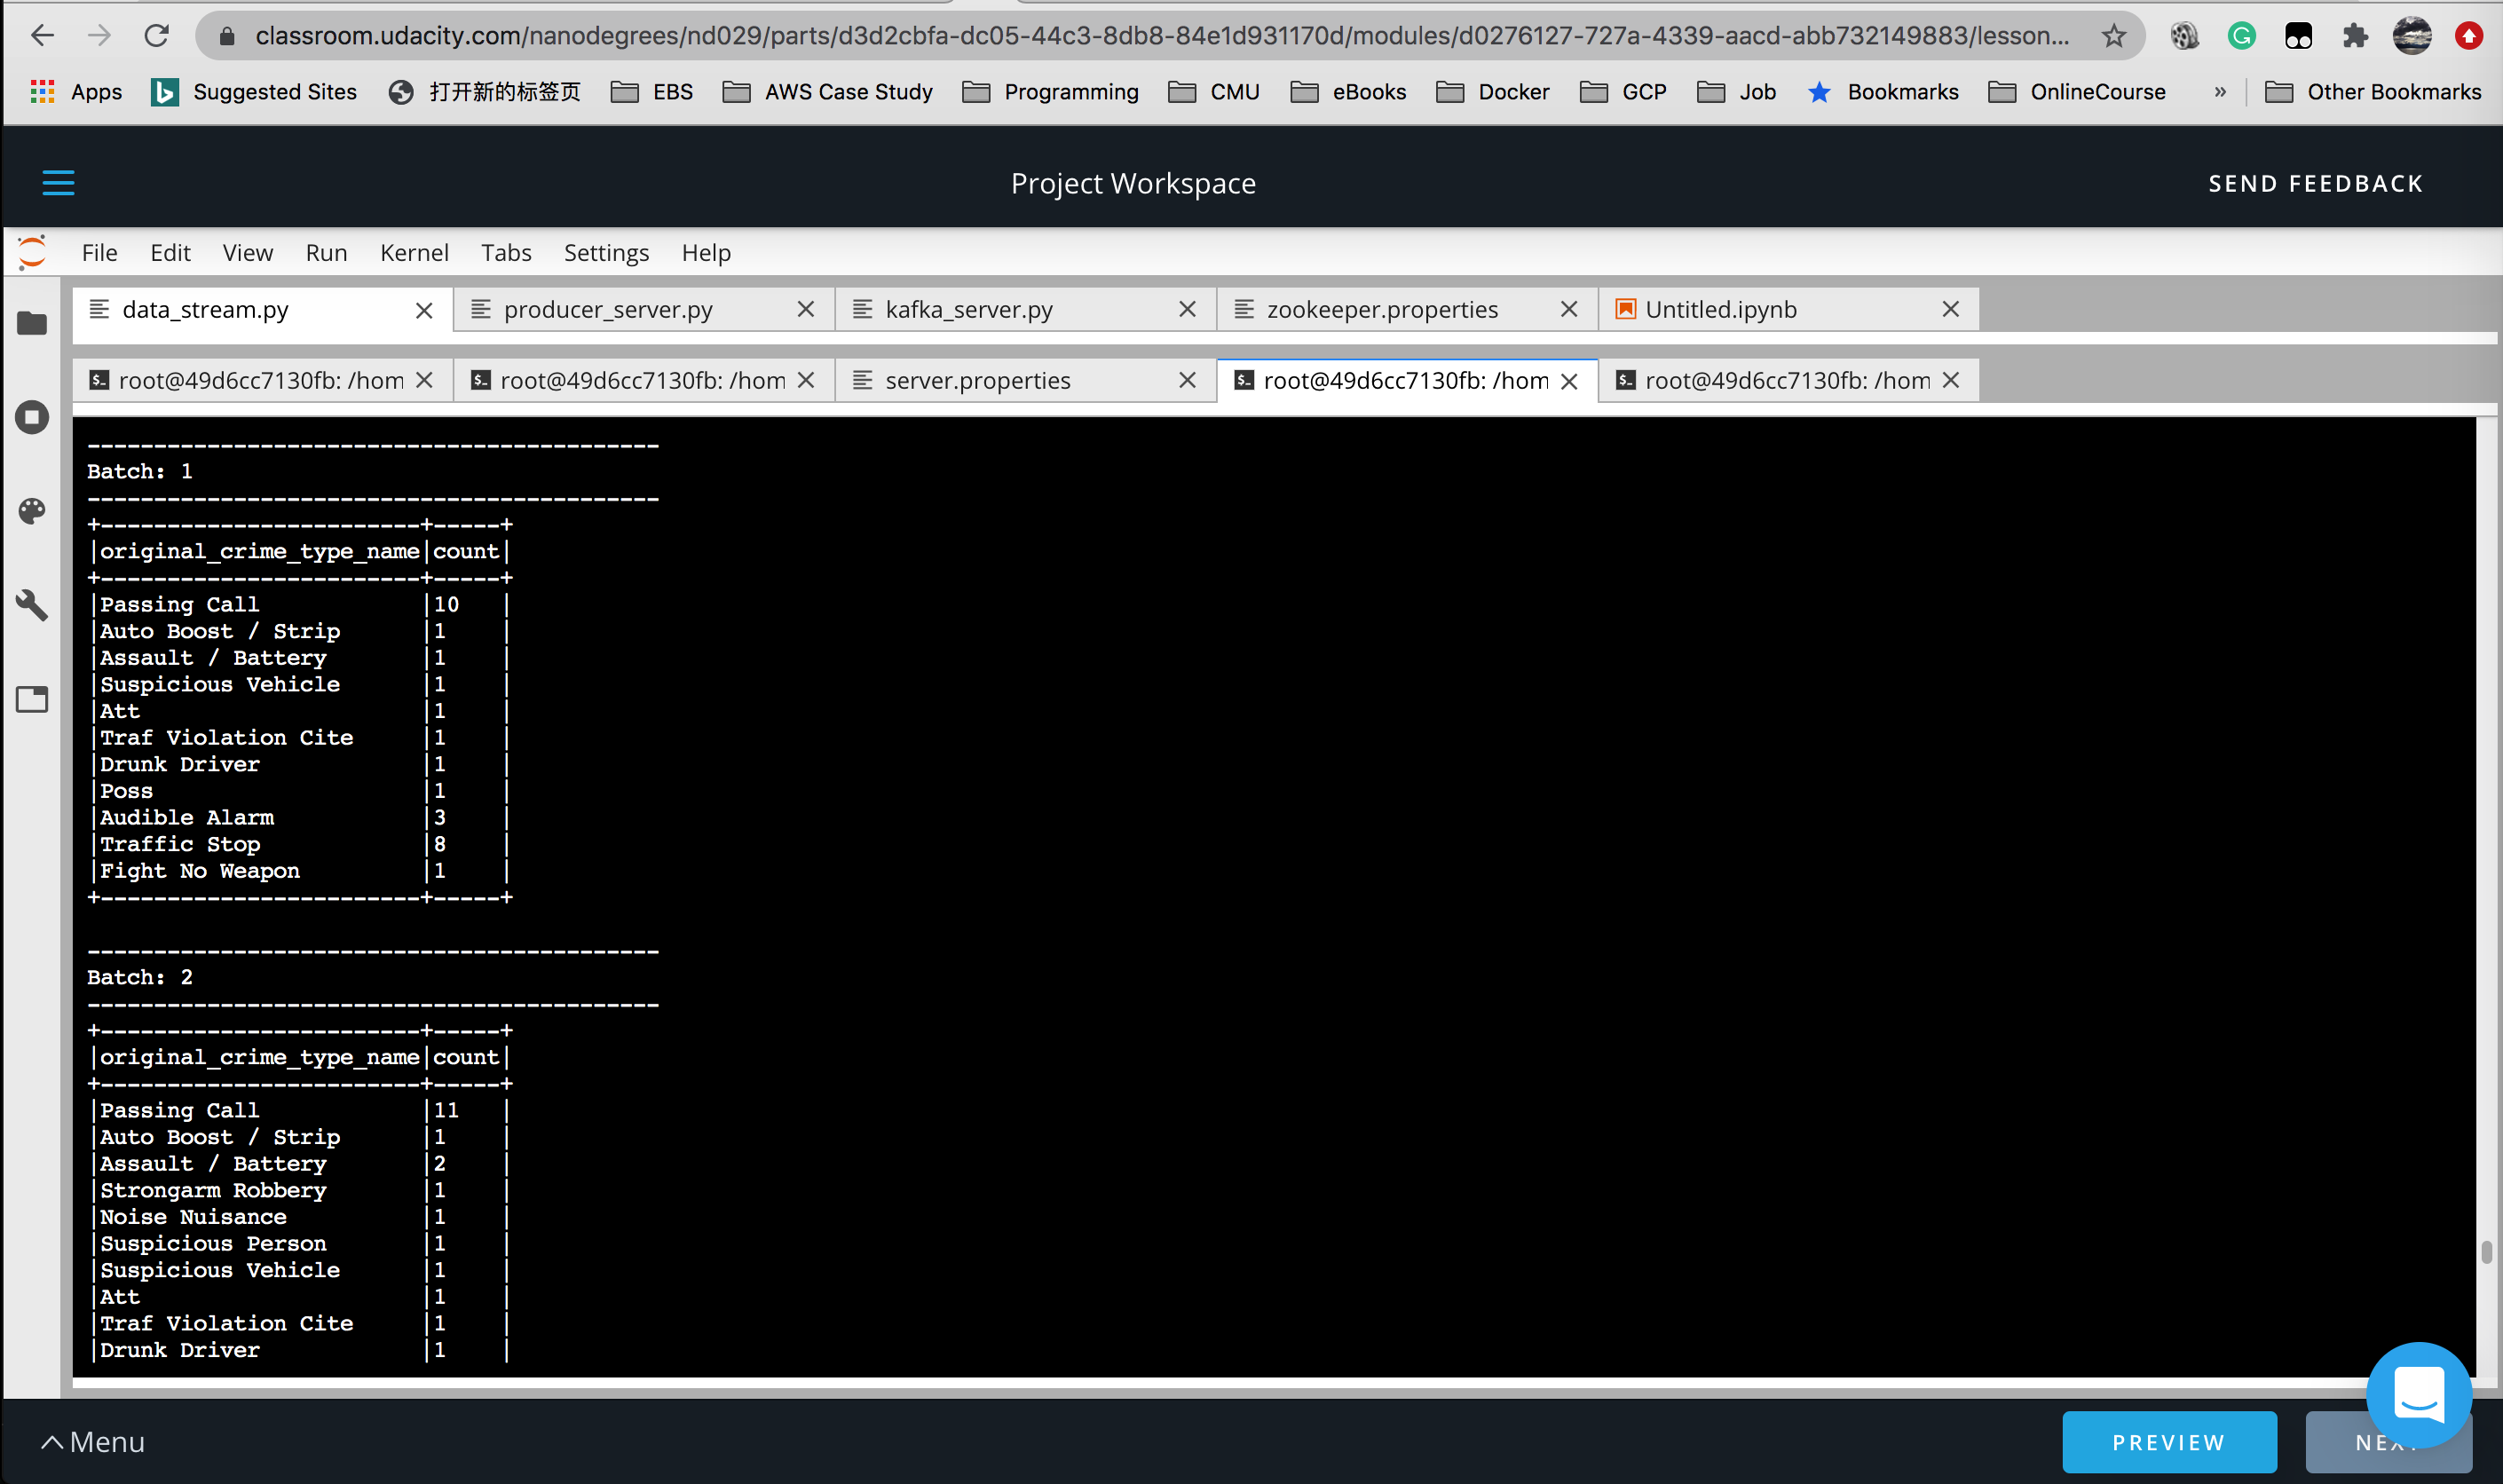 classroom.udacity.com/nanodegrees/nd029/parts/d3d2cbfa-dc05-44c3-8db8-84e1d931170d/modules/d0276127-727a-4339-aacd-abb732149883/lesson...
Apps Suggested Sites 打开新的标签页 EBS AWS Case Study Programming CMU eBooks Docker GCP Job Bookmarks OnlineCourse » Other Bookmarks
Project Workspace SEND FEEDBACK
File Edit View Run Kernel Tabs Settings Help
data_stream.py producer_server.py kafka_server.py zookeeper.properties Untitled.ipynb
root@49d6cc7130fb: /hom root@49d6cc7130fb: /hom server.properties root@49d6cc7130fb: /hom root@49d6cc7130fb: /hom
-------------------------------------------
Batch: 1
-------------------------------------------
+------------------------+-----+
|original_crime_type_name|count|
+------------------------+-----+
|Passing Call            |10   |
|Auto Boost / Strip      |1    |
|Assault / Battery       |1    |
|Suspicious Vehicle      |1    |
|Att                     |1    |
|Traf Violation Cite     |1    |
|Drunk Driver            |1    |
|Poss                    |1    |
|Audible Alarm           |3    |
|Traffic Stop            |8    |
|Fight No Weapon         |1    |
+------------------------+-----+
-------------------------------------------
Batch: 2
-------------------------------------------
+------------------------+-----+
|original_crime_type_name|count|
+------------------------+-----+
|Passing Call            |11   |
|Auto Boost / Strip      |1    |
|Assault / Battery       |2    |
|Strongarm Robbery       |1    |
|Noise Nuisance          |1    |
|Suspicious Person       |1    |
|Suspicious Vehicle      |1    |
|Att                     |1    |
|Traf Violation Cite     |1    |
|Drunk Driver            |1    |
Menu PREVIEW NEXT